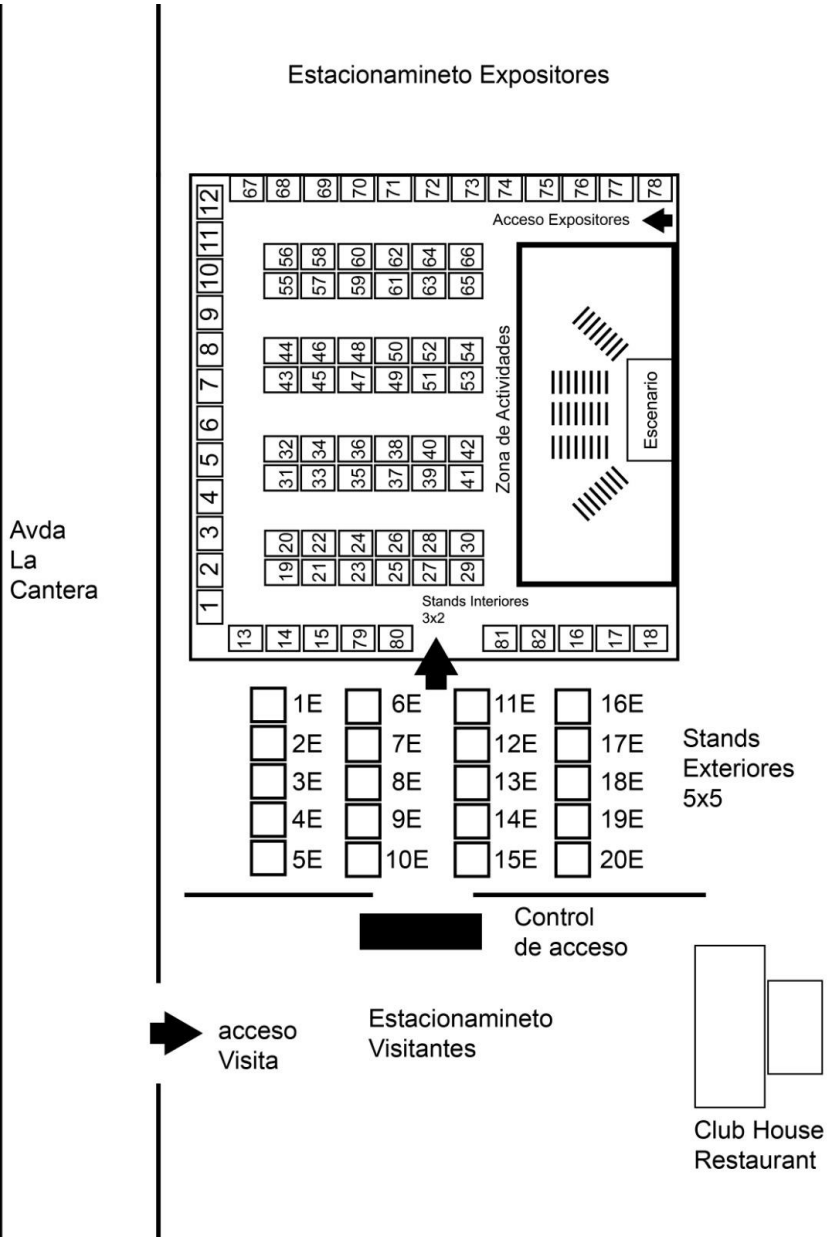 Estacionamineto Expositores
67 68 69 70 71 72 73 74 75 76 77 78
12
11
10
9
8
7
6
5
4
3
2
1
Acceso Expositores
56 58 60 62 64 66
55 57 59 61 63 65
44 46 48 50 52 54
43 45 47 49 51 53
32 34 36 38 40 42
31 33 35 37 39 41
20 22 24 26 28 30
19 21 23 25 27 29
Zona de Actividades
Escenario
Stands Interiores
3x2
13 14 15 79 80 81 82 16 17 18
Avda
La
Cantera
1E 6E 11E 16E
2E 7E 12E 17E
3E 8E 13E 18E
4E 9E 14E 19E
5E 10E 15E 20E
Stands
Exteriores
5x5
Control
de acceso
acceso
Visita
Estacionamineto
Visitantes
Club House
Restaurant